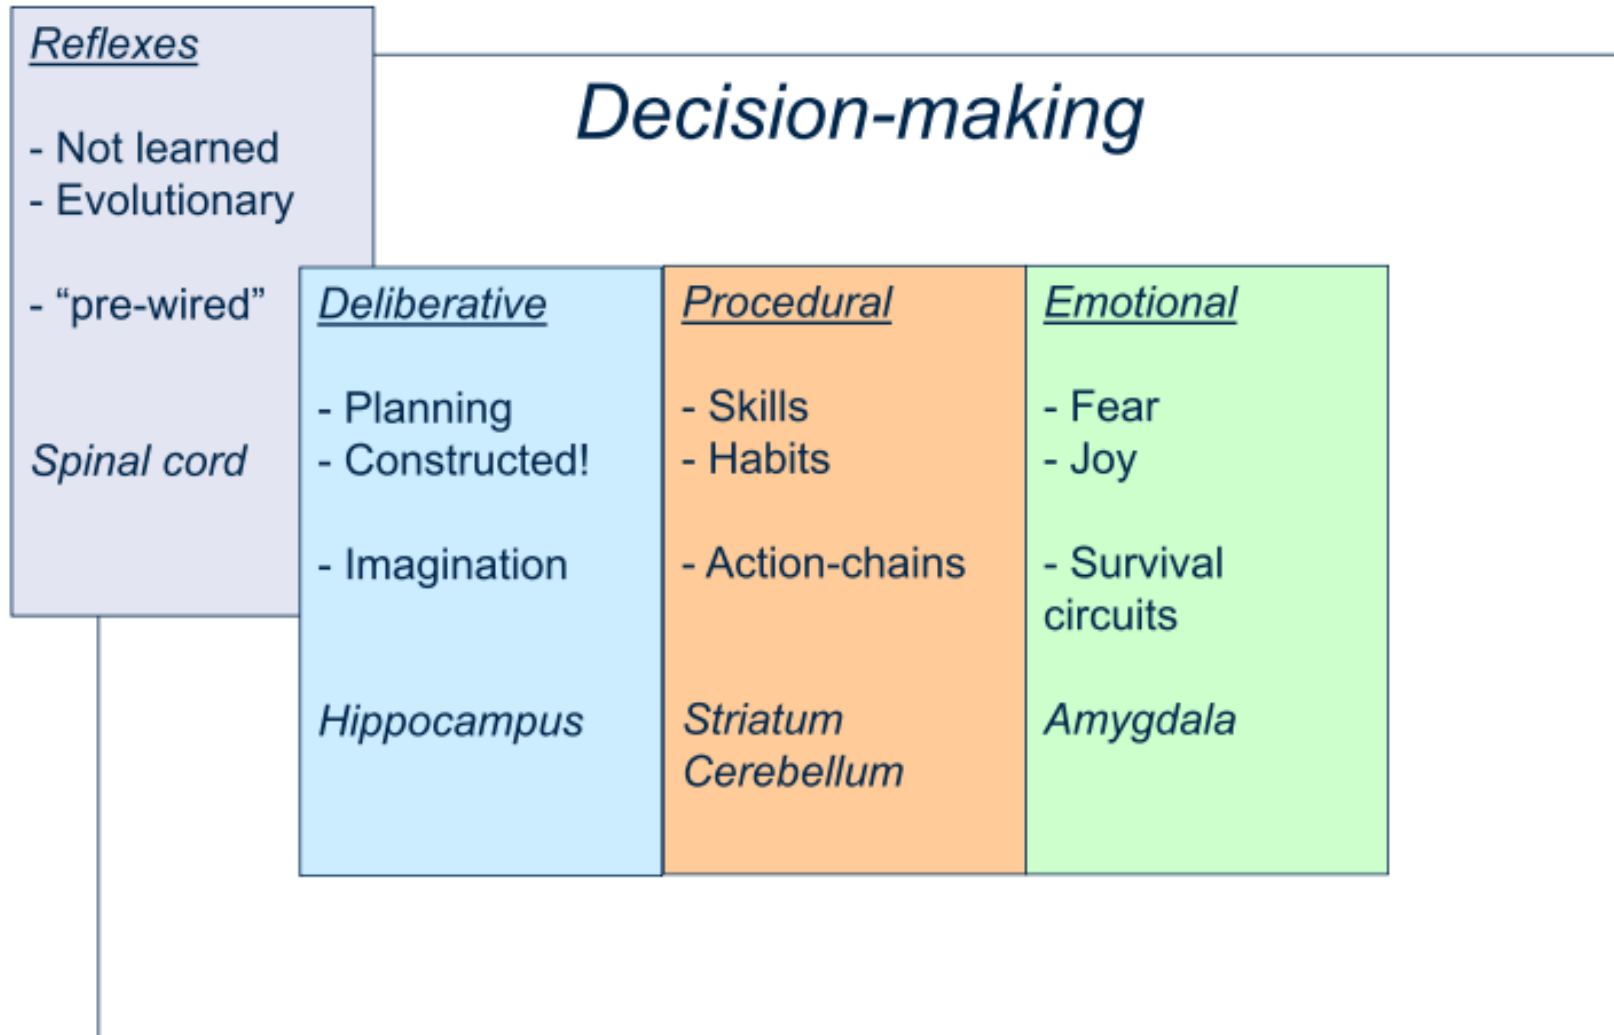 Reflexes
- Not learned
- Evolutionary
- “pre-wired”
Spinal cord
Decision-making
Deliberative
- Planning
- Constructed!
- Imagination
Hippocampus
Procedural
- Skills
- Habits
- Action-chains
Striatum
Cerebellum
Emotional
- Fear
- Joy
- Survival
circuits
Amygdala